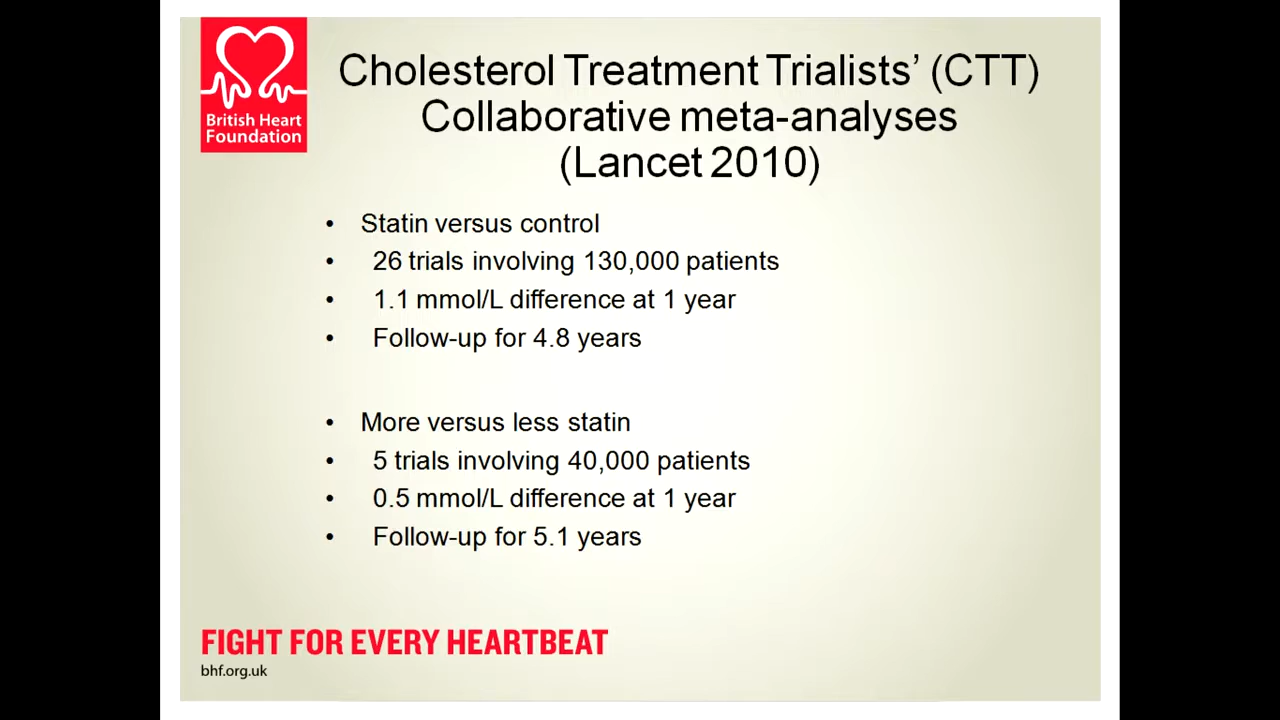 British Heart
Foundation
Cholesterol Treatment Trialists’ (CTT)
Collaborative meta-analyses
(Lancet 2010)
• Statin versus control
• 26 trials involving 130,000 patients
• 1.1 mmol/L difference at 1 year
• Follow-up for 4.8 years
• More versus less statin
• 5 trials involving 40,000 patients
• 0.5 mmol/L difference at 1 year
• Follow-up for 5.1 years
FIGHT FOR EVERY HEARTBEAT
bhf.org.uk